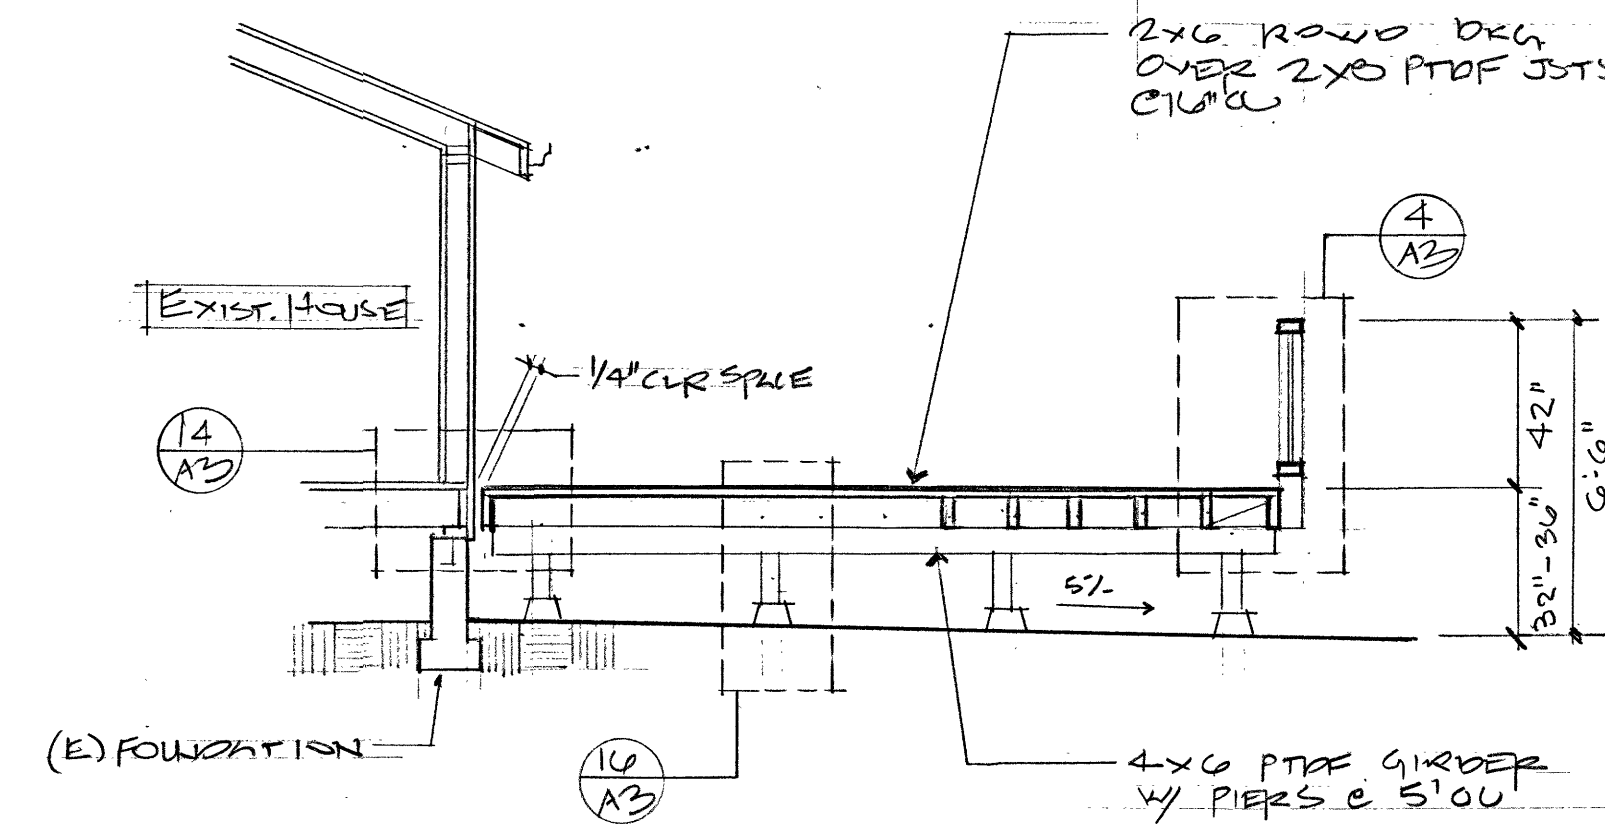 2x6 RDWD DKG
OVER 2x8 PTDF JSTS
@16"OC
4
A3
EXIST. HOUSE
1/4" CLR SPLICE
14
A3
42"
6'-6"
32"-36"
5%
(E) FOUNDATION
16
A3
4x6 PTDF GIRDER
W/ PIERS @ 5' OC